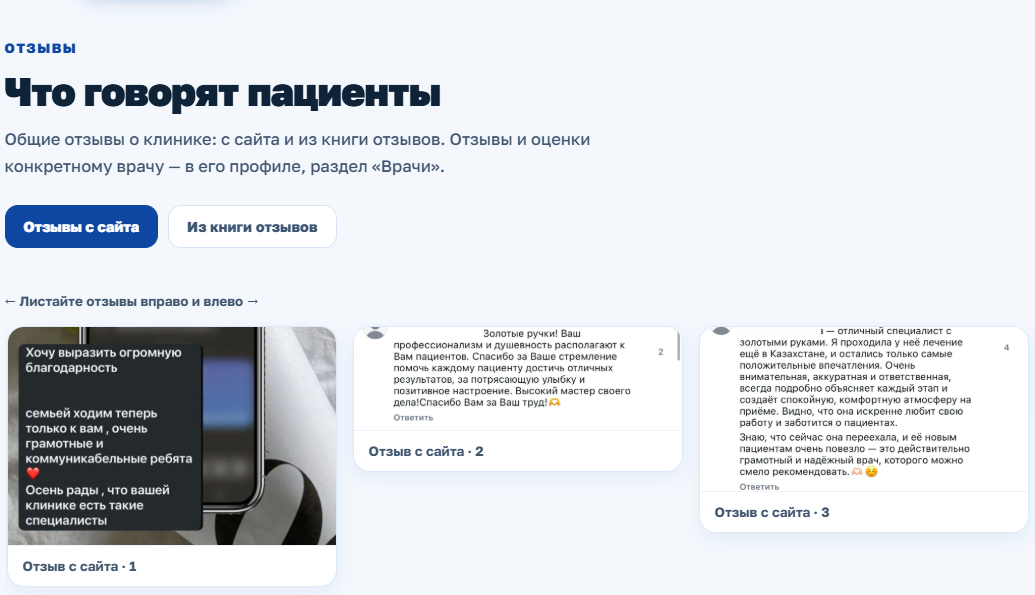 ОТЗЫВЫ
Что говорят пациенты
Общие отзывы о клинике: с сайта и из книги отзывов. Отзывы и оценки
конкретному врачу — в его профиле, раздел «Врачи».
Отзывы с сайта
Из книги отзывов
← Листайте отзывы вправо и влево →
Хочу выразить огромную
благодарность
семьей ходим теперь
только к вам , очень
грамотные и
коммуникабельные ребята
❤️
Осень рады , что вашей
клинике есть такие
специалисты
Отзыв с сайта · 1
Золотые ручки! Ваш
профессионализм и душевность располагают к
Вам пациентов. Спасибо за Ваше стремление
помочь каждому пациенту достичь отличных
результатов, за потрясающую улыбку и
позитивное настроение. Высокий мастер своего
дела!Спасибо Вам за Ваш труд!🫶
2
Ответить
Отзыв с сайта · 2
— отличный специалист с
золотыми руками. Я проходила у неё лечение
ещё в Казахстане, и остались только самые
положительные впечатления. Очень
внимательная, аккуратная и ответственная,
всегда подробно объясняет каждый этап и
создаёт спокойную, комфортную атмосферу на
приёме. Видно, что она искренне любит свою
работу и заботится о пациентах.
Знаю, что сейчас она переехала, и её новым
пациентам очень повезло — это действительно
грамотный и надёжный врач, которого можно
смело рекомендовать.🫶🏻☺️
4
Ответить
Отзыв с сайта · 3